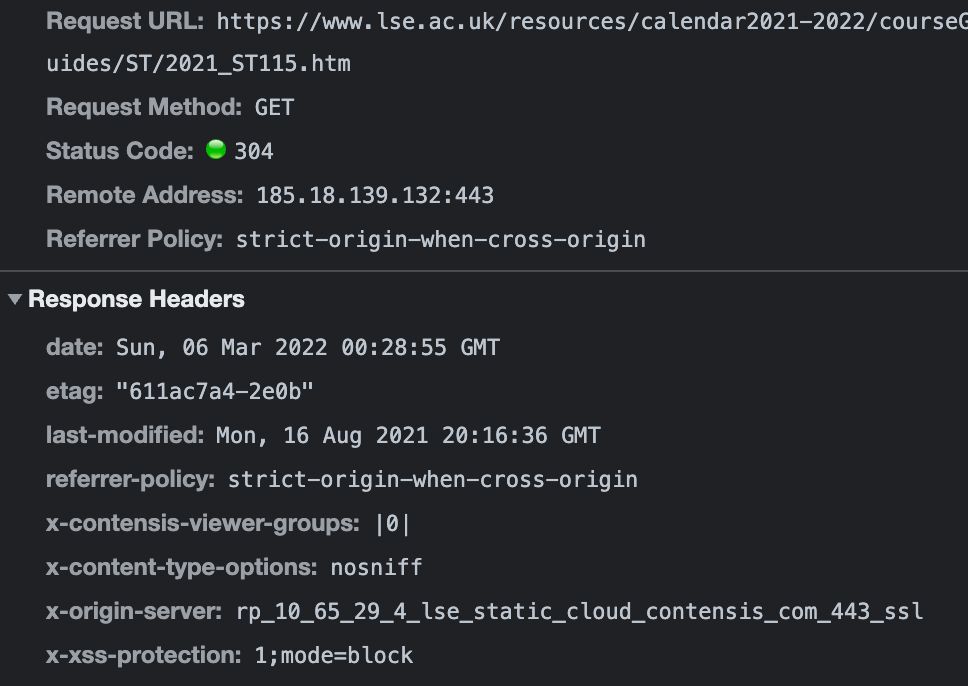 Request URL: https://www.lse.ac.uk/resources/calendar2021-2022/courseG
uides/ST/2021_ST115.htm
Request Method: GET
Status Code: 304
Remote Address: 185.18.139.132:443
Referrer Policy: strict-origin-when-cross-origin
Response Headers
date: Sun, 06 Mar 2022 00:28:55 GMT
etag: "611ac7a4-2e0b"
last-modified: Mon, 16 Aug 2021 20:16:36 GMT
referrer-policy: strict-origin-when-cross-origin
x-contensis-viewer-groups: |0|
x-content-type-options: nosniff
x-origin-server: rp_10_65_29_4_lse_static_cloud_contensis_com_443_ssl
x-xss-protection: 1;mode=block